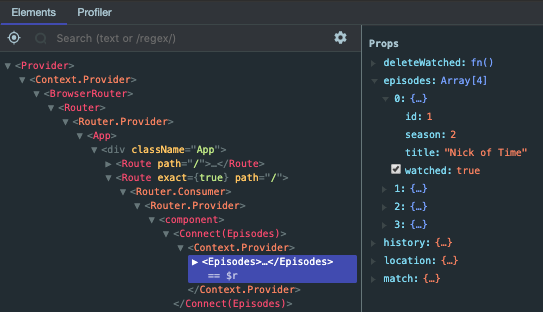 Elements Profiler
Search (text or /regex/)
▼ <Provider>
▼ <Context.Provider>
▼ <BrowserRouter>
▼ <Router>
▼ <Router.Provider>
▼ <App>
▼ <div className="App">
▶ <Route path="/">…</Route>
▼ <Route exact={true} path="/">
▼ <Router.Consumer>
▼ <Router.Provider>
▼ <component>
▼ <Connect(Episodes)>
▼ <Context.Provider>
▶ <Episodes>…</Episodes>
== $r
</Context.Provider>
</Connect(Episodes)>
Props
▶ deleteWatched: fn()
▼ episodes: Array[4]
▼ 0: {…}
id: 1
season: 2
title: "Nick of Time"
watched: true
▶ 1: {…}
▶ 2: {…}
▶ 3: {…}
▶ history: {…}
▶ location: {…}
▶ match: {…}